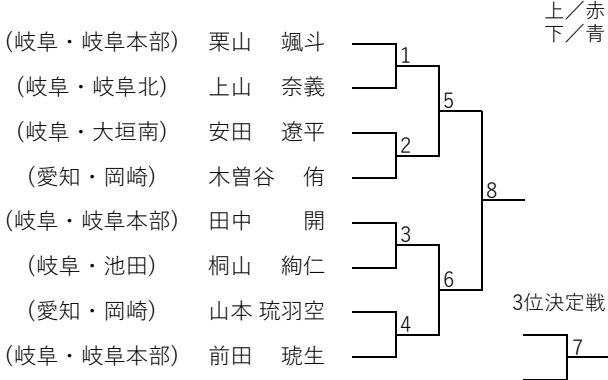 上／赤
下／青
(岐阜・岐阜本部) 栗山 颯斗
1
(岐阜・岐阜北) 上山 奈義
5
(岐阜・大垣南) 安田 遼平
2
(愛知・岡崎) 木曽谷 侑
8
(岐阜・岐阜本部) 田中 開
3
(岐阜・池田) 桐山 絢仁
6
(愛知・岡崎) 山本 琉羽空
3位決定戦
4
(岐阜・岐阜本部) 前田 琥生
7